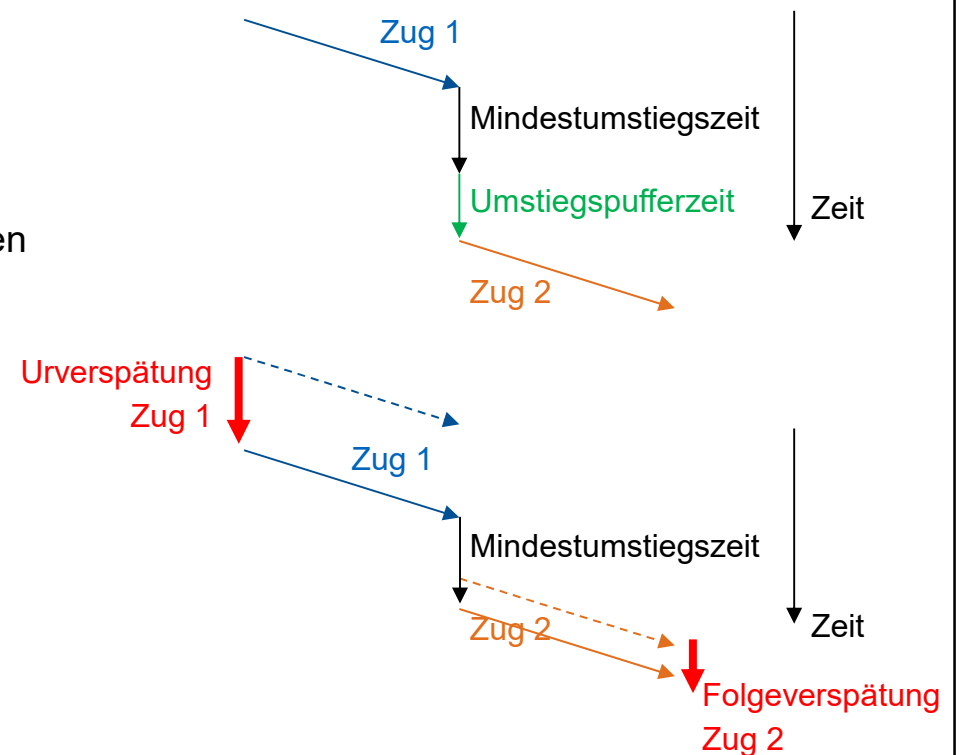 Zug 1
Mindestumstiegszeit
Umstiegspufferzeit
Zeit
en
Zug 2
Urverspätung
Zug 1
Zug 1
Mindestumstiegszeit
Zug 2
Zeit
Folgeverspätung
Zug 2